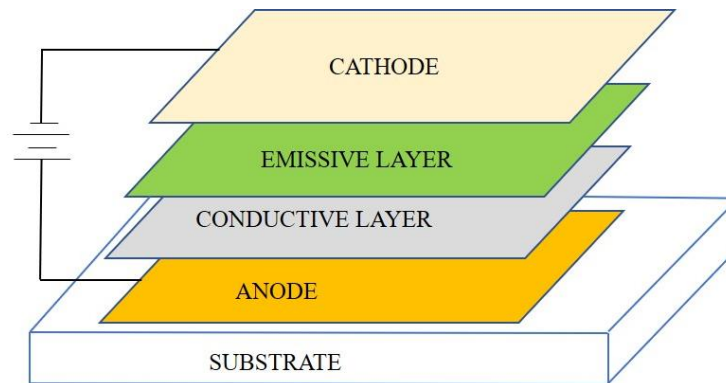 CATHODE
EMISSIVE LAYER
CONDUCTIVE LAYER
ANODE
SUBSTRATE